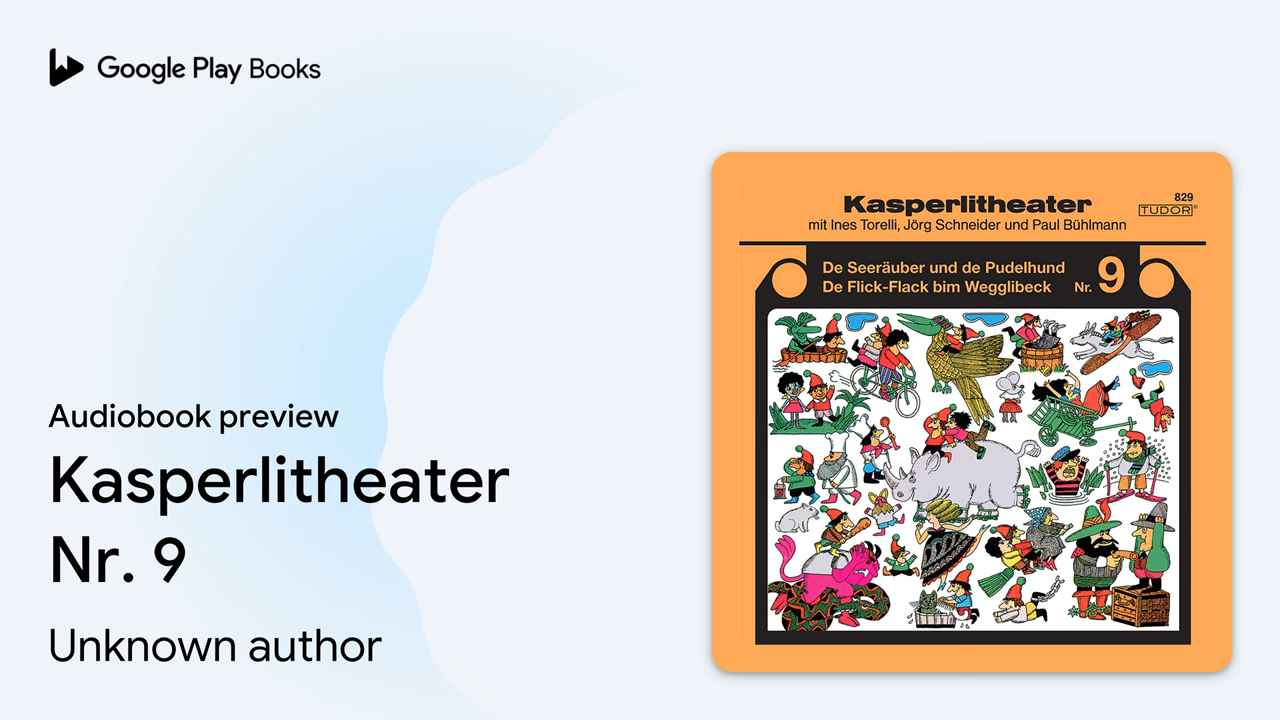 Google Play Books
Audiobook preview
Kasperlitheater
Nr. 9
Unknown author
Kasperlitheater
829
TUDOR®
mit Ines Torelli, Jörg Schneider und Paul Bühlmann
De Seeräuber und de Pudelhund
De Flick-Flack bim Wegglibeck
Nr. 9